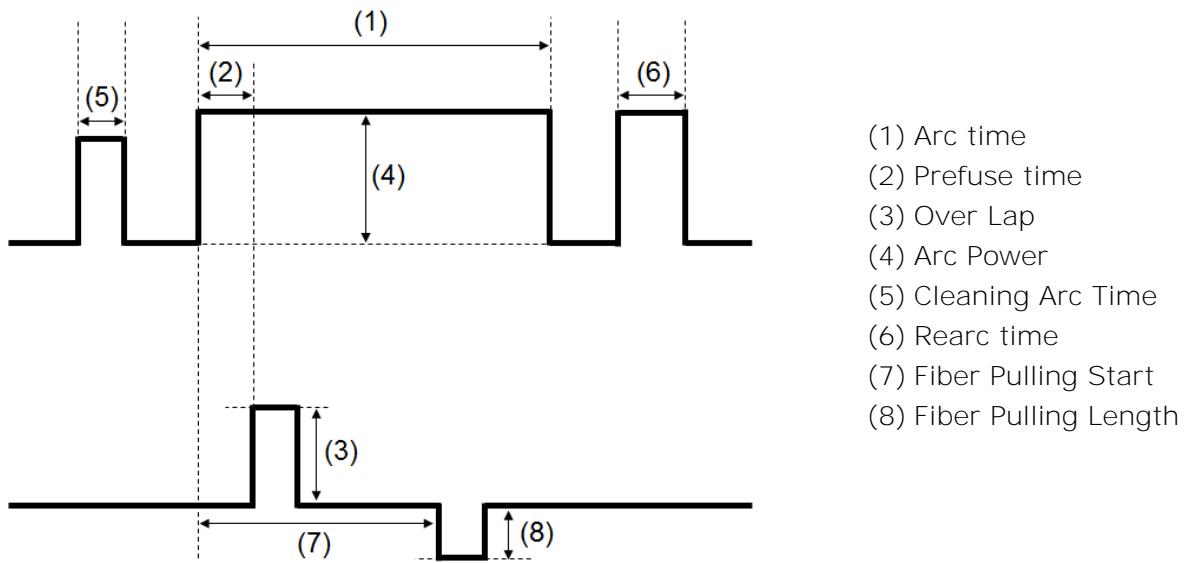 (1)
(2)
(6)
(5)
(4)
(3)
(7)
(8)
(1) Arc time
(2) Prefuse time
(3) Over Lap
(4) Arc Power
(5) Cleaning Arc Time
(6) Rearc time
(7) Fiber Pulling Start
(8) Fiber Pulling Length